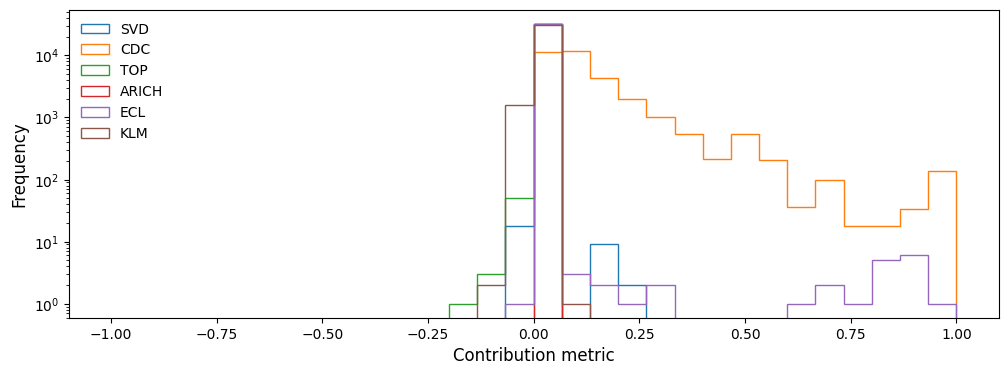 SVD
CDC
TOP
ARICH
ECL
KLM
Frequency
10⁴
10³
10²
10¹
10⁰
−1.00 −0.75 −0.50 −0.25 0.00 0.25 0.50 0.75 1.00
Contribution metric